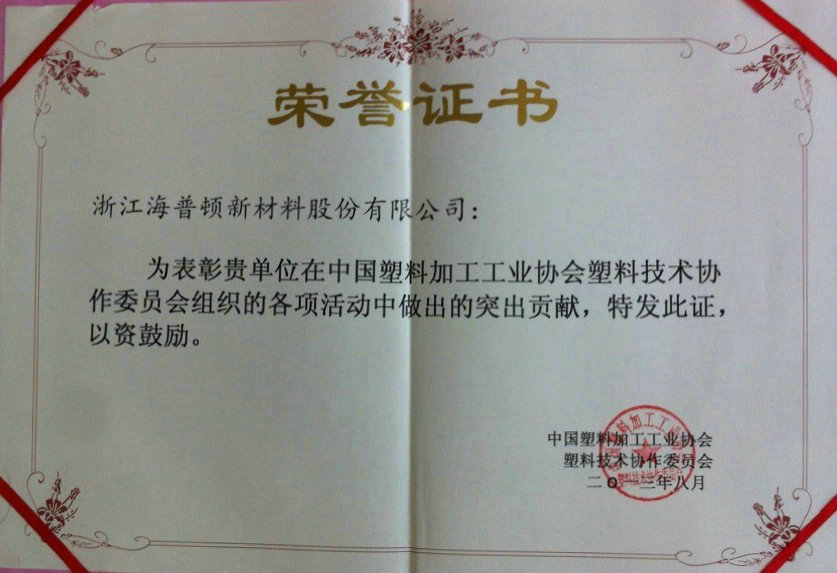 荣誉证书
浙江海普顿新材料股份有限公司:
为表彰贵单位在中国塑料加工工业协会塑料技术协
作委员会组织的各项活动中做出的突出贡献，特发此证，
以资鼓励。
中国塑料加工工业协会
塑料技术协作委员会
二〇 三年八月